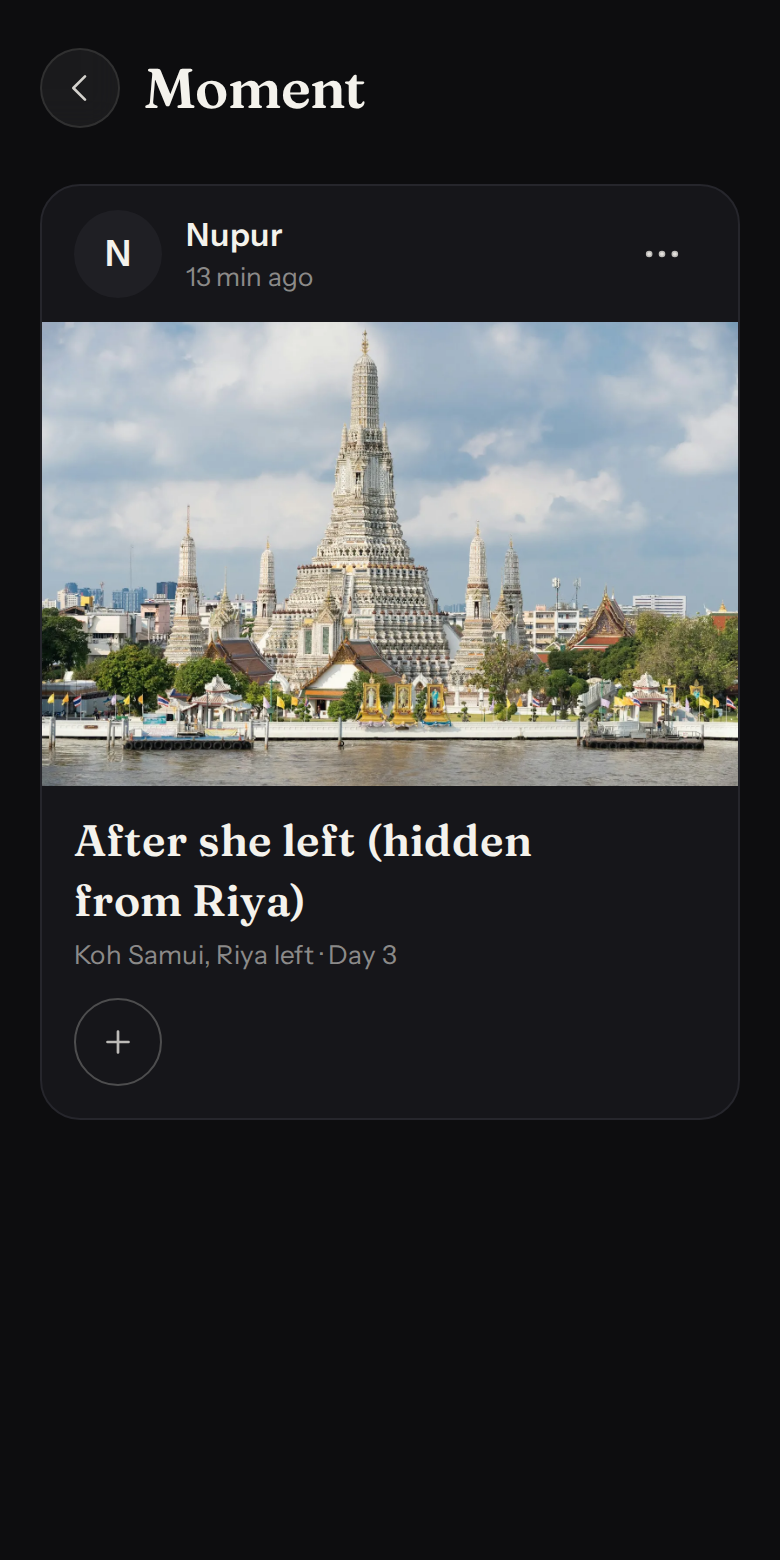 Moment
N
Nupur
13 min ago
After she left (hidden
from Riya)
Koh Samui, Riya left · Day 3